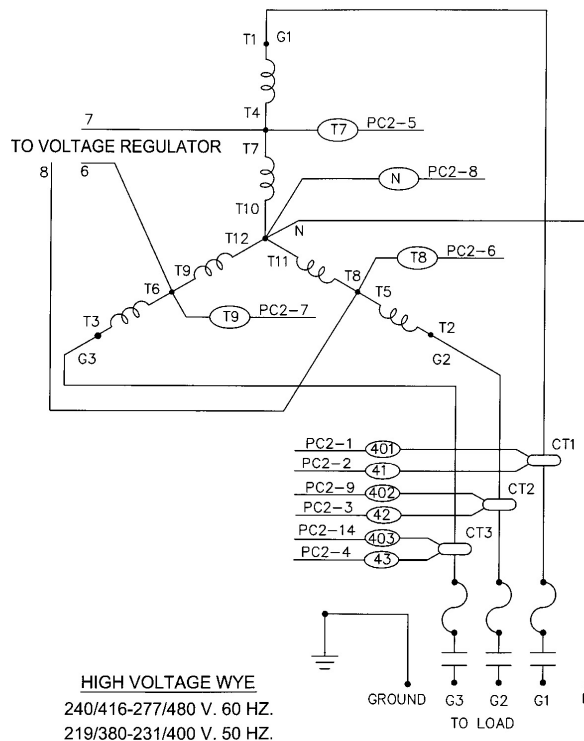 T1 G1
T4
7
T7 PC2-5
TO VOLTAGE REGULATOR
T7
8 6
N PC2-8
T10
N
T12
T11
T8 PC2-6
T9
T8
T6
T5
T9 PC2-7
T3
T2
G3
G2
PC2-1 401
CT1
PC2-2 41
PC2-9 402
CT2
PC2-3 42
PC2-14 403
CT3
PC2-4 43
GROUND G3 G2 G1
TO LOAD
HIGH VOLTAGE WYE
240/416-277/480 V. 60 HZ.
219/380-231/400 V. 50 HZ.